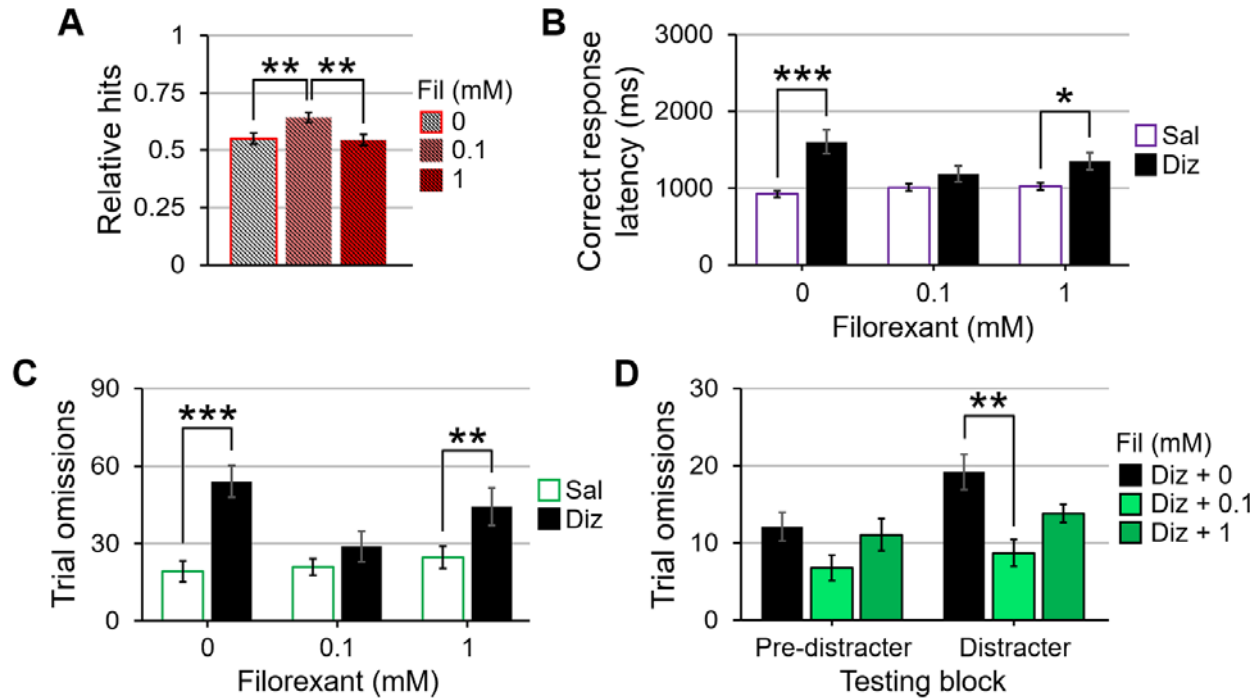 A
Relative hits
1
0.75
0.5
0.25
0
** **
Fil (mM)
0
0.1
1
B
Correct response
latency (ms)
3000
2000
1000
0
***
*
Sal
Diz
0 0.1 1
Filorexant (mM)
C
Trial omissions
90
60
30
0
***
**
Sal
Diz
0 0.1 1
Filorexant (mM)
D
Trial omissions
30
20
10
0
**
Fil (mM)
Diz + 0
Diz + 0.1
Diz + 1
Pre-distracter Distracter
Testing block